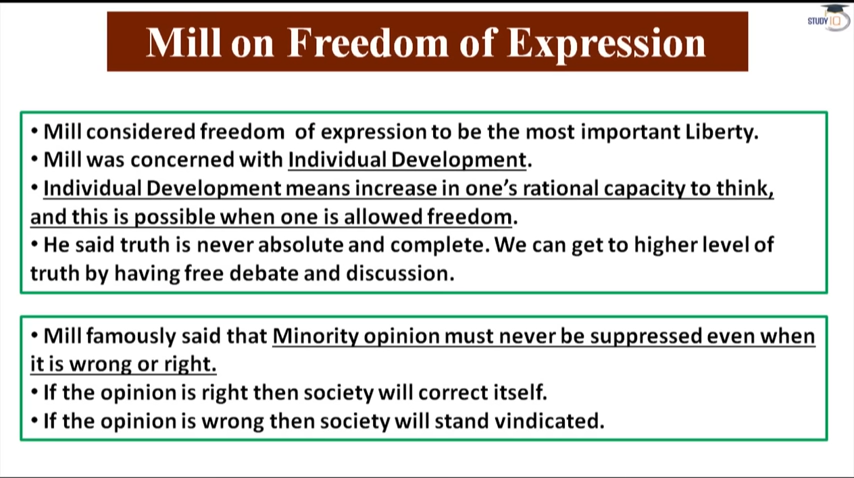 STUDY IQ
Mill on Freedom of Expression
• Mill considered freedom of expression to be the most important Liberty.
• Mill was concerned with Individual Development.
• Individual Development means increase in one's rational capacity to think,
and this is possible when one is allowed freedom.
• He said truth is never absolute and complete. We can get to higher level of
truth by having free debate and discussion.
• Mill famously said that Minority opinion must never be suppressed even when
it is wrong or right.
• If the opinion is right then society will correct itself.
• If the opinion is wrong then society will stand vindicated.